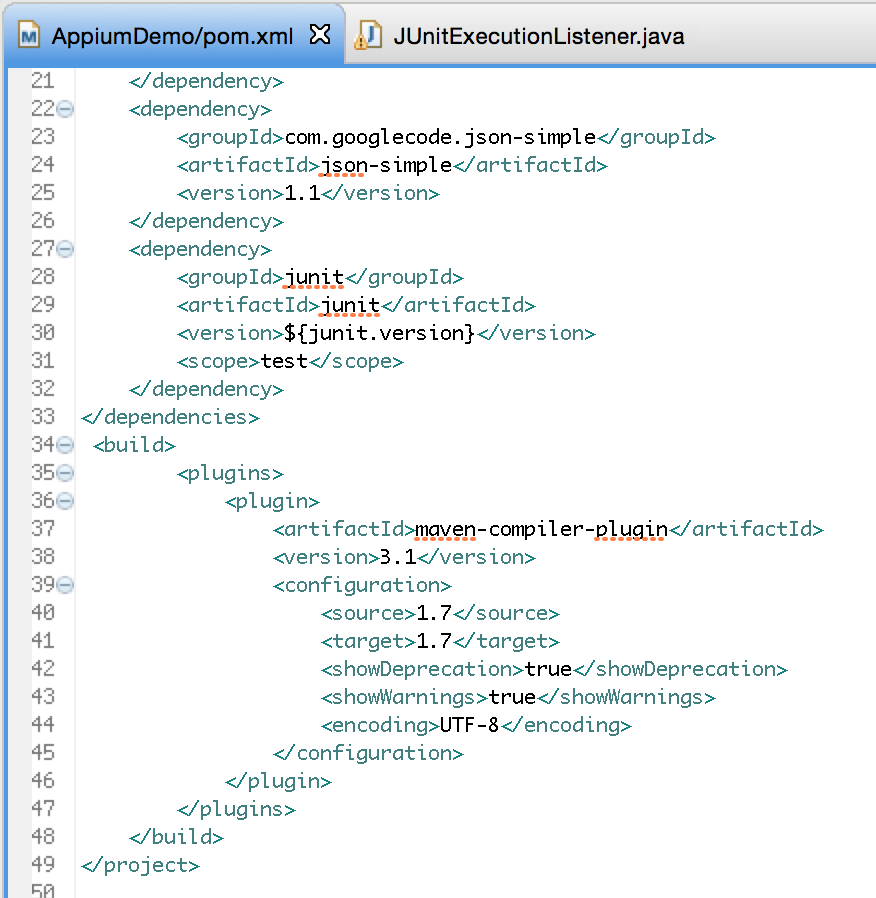 AppiumDemo/pom.xml JUnitExecutionListener.java
21 </dependency>
22 <dependency>
23 <groupId>com.googlecode.json-simple</groupId>
24 <artifactId>json-simple</artifactId>
25 <version>1.1</version>
26 </dependency>
27 <dependency>
28 <groupId>junit</groupId>
29 <artifactId>junit</artifactId>
30 <version>${junit.version}</version>
31 <scope>test</scope>
32 </dependency>
33 </dependencies>
34 <build>
35 <plugins>
36 <plugin>
37 <artifactId>maven-compiler-plugin</artifactId>
38 <version>3.1</version>
39 <configuration>
40 <source>1.7</source>
41 <target>1.7</target>
42 <showDeprecation>true</showDeprecation>
43 <showWarnings>true</showWarnings>
44 <encoding>UTF-8</encoding>
45 </configuration>
46 </plugin>
47 </plugins>
48 </build>
49 </project>
50